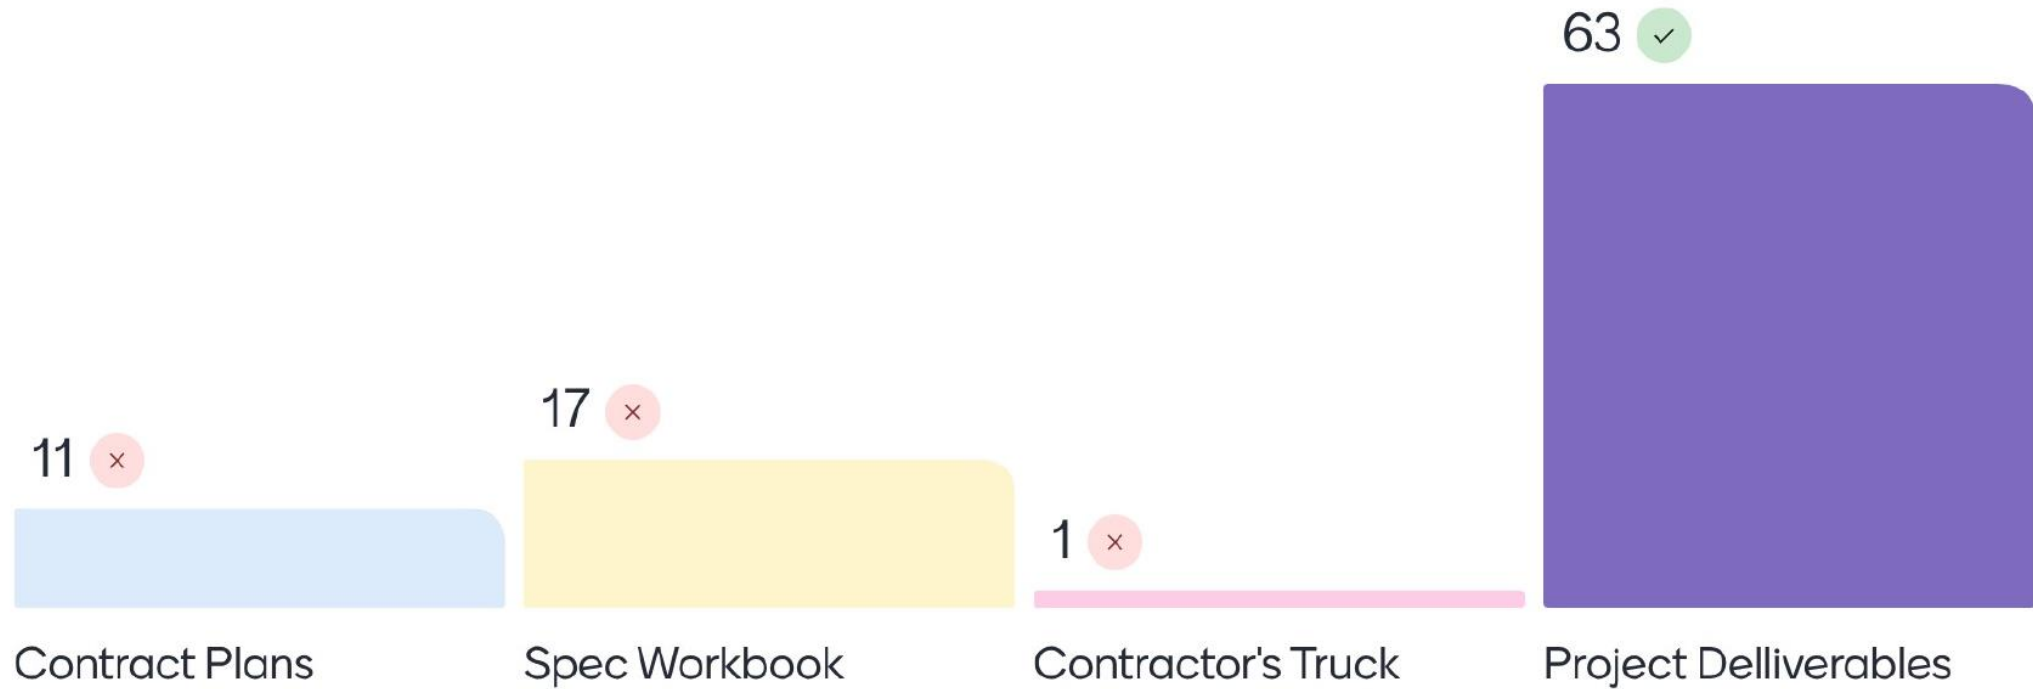 63
17
11
1
Contract Plans
Spec Workbook
Contractor's Truck
Project Delliverables